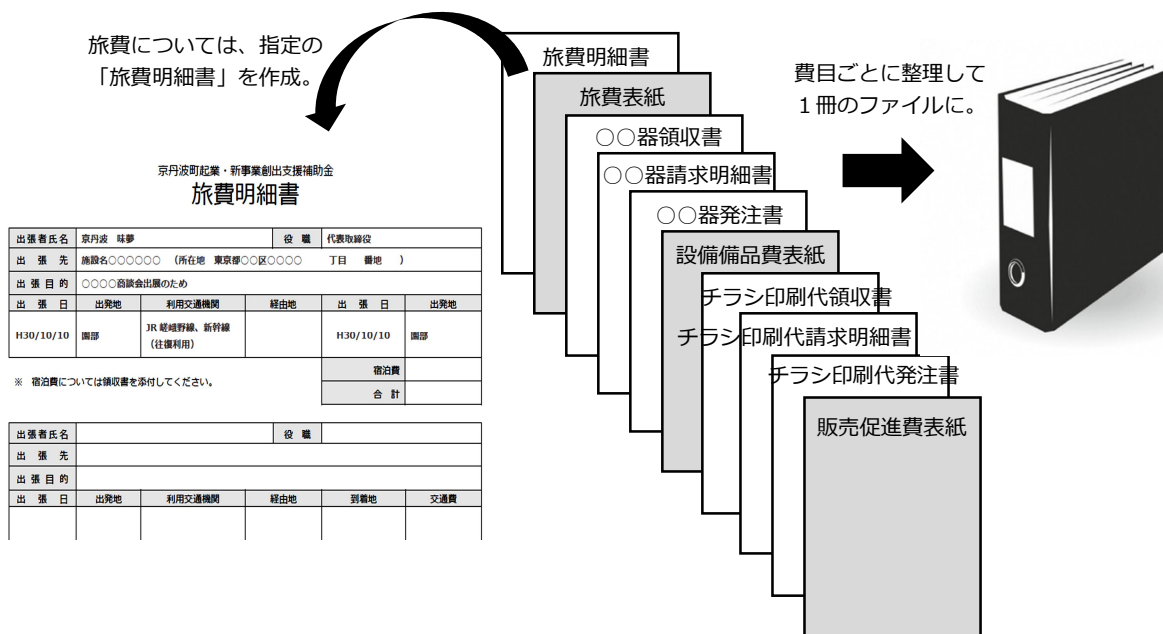 旅費については、指定の
「旅費明細書」を作成。
京丹波町起業・新事業創出支援補助金
旅費明細書
出張者氏名 京丹波 味夢 役 職 代表取締役
出 張 先 施設名○○○○○○ （所在地 東京都○○区○○○○ 丁目 番地 ）
出 張 目 的 ○○○○商談会出展のため
出 張 日 出発地 利用交通機関 経由地 出 張 日 出発地
H30/10/10 園部 JR 嵯峨野線、新幹線 H30/10/10 園部
（往復利用）
宿泊費
※ 宿泊費については領収書を添付してください。
合 計
出張者氏名 役 職
出 張 先
出 張 目 的
出 張 日 出発地 利用交通機関 経由地 到着地 交通費
旅費明細書
旅費表紙
○○器領収書
○○器請求明細書
○○器発注書
設備備品費表紙
チラシ印刷代領収書
チラシ印刷代請求明細書
チラシ印刷代発注書
販売促進費表紙
費目ごとに整理して
１冊のファイルに。